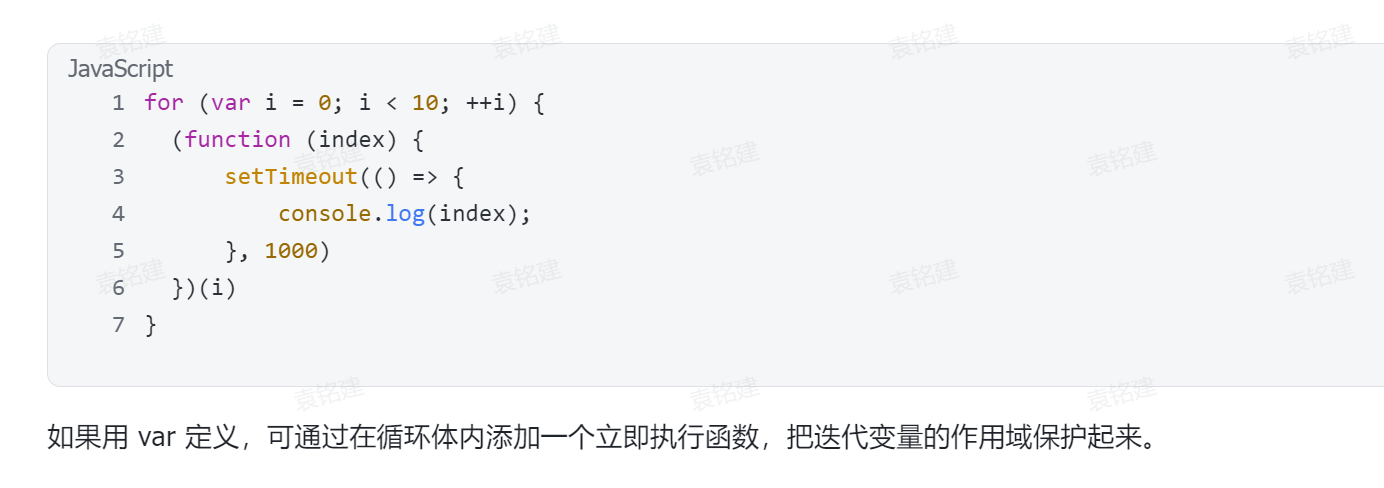 袁铭建 袁铭建 袁铭建 袁铭建
JavaScript
1 for (var i = 0; i < 10; ++i) {
2   (function (index) {
袁铭建 袁铭建 袁铭建
3       setTimeout(() => {
4           console.log(index);
5       }, 1000)
袁铭建 袁铭建 袁铭建 袁铭建
6   })(i)
7 }
袁铭建 袁铭建 袁铭建
如果用 var 定义，可通过在循环体内添加一个立即执行函数，把迭代变量的作用域保护起来。